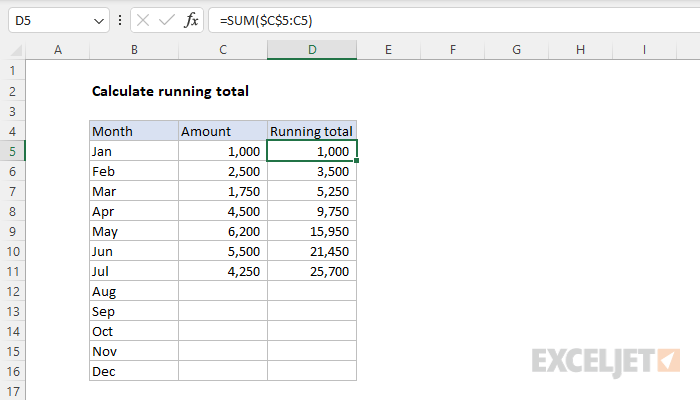 D5 fx =SUM($C$5:C5)
A B C D E F G H I
1
2 Calculate running total
3
4 Month Amount Running total
5 Jan 1,000 1,000
6 Feb 2,500 3,500
7 Mar 1,750 5,250
8 Apr 4,500 9,750
9 May 6,200 15,950
10 Jun 5,500 21,450
11 Jul 4,250 25,700
12 Aug
13 Sep
14 Oct
15 Nov
16 Dec
17
EXCELJET